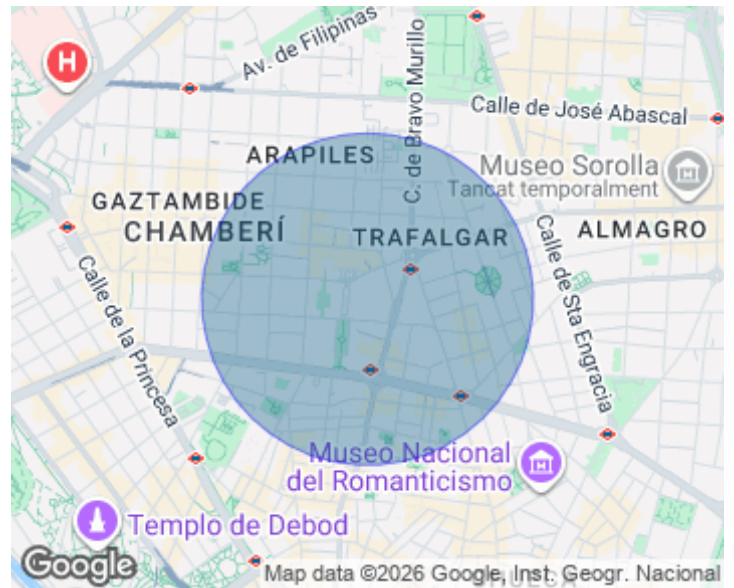 H
Av. de Filipinas
C. de Bravo Murillo
Calle de José Abascal
ARAPILES
Museo Sorolla
Tancat temporalment
GAZTAMBIDE
CHAMBERÍ
TRAFALGAR
ALMAGRO
Calle de la Princesa
Calle de Sta Engracia
Museo Nacional
del Romanticismo
Templo de Debod
Google
Map data ©2026 Google, Inst. Geogr. Nacional